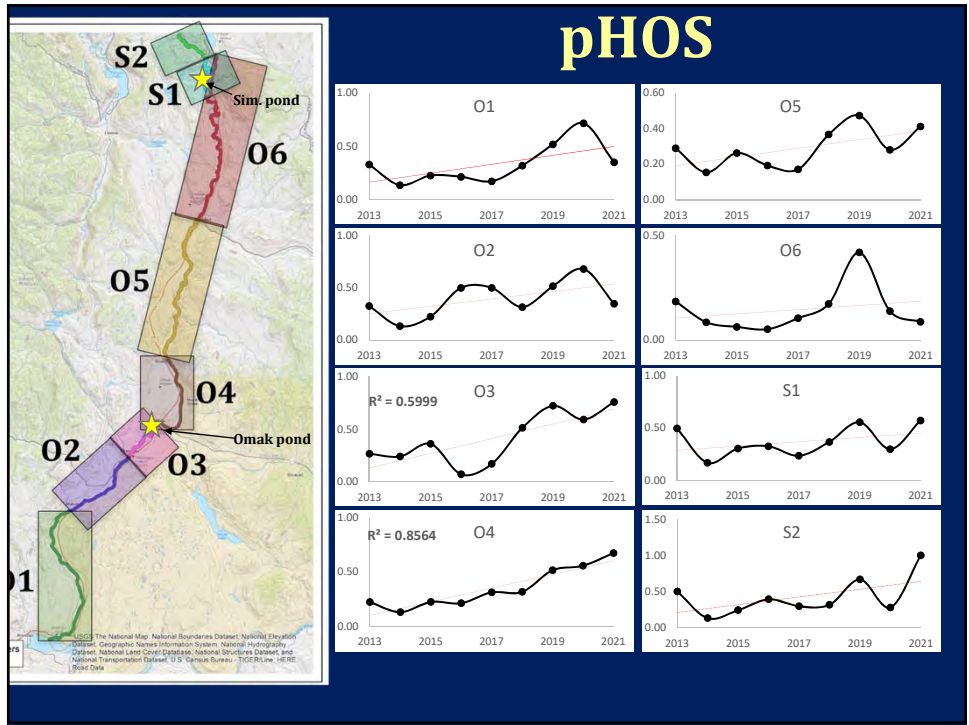 pHOS
S2
S1
Sim. pond
O6
O5
O4
Omak pond
O2
O3
O1
USGS The National Map: National Boundaries Dataset, National Elevation
Dataset, Geographic Names Information System, National Hydrography
Dataset, National Land Cover Database, National Structures Dataset, and
National Transportation Dataset; U.S. Census Bureau - TIGER/Line; HERE
Road Data
ers
O1
1.00
0.50
0.00
2013 2015 2017 2019 2021
O5
0.60
0.40
0.20
0.00
2013 2015 2017 2019 2021
O2
1.00
0.50
0.00
2013 2015 2017 2019 2021
O6
0.50
0.00
2013 2015 2017 2019 2021
O3
1.00
R² = 0.5999
0.50
0.00
2013 2015 2017 2019 2021
S1
1.00
0.50
0.00
2013 2015 2017 2019 2021
O4
1.00
R² = 0.8564
0.50
0.00
2013 2015 2017 2019 2021
S2
1.50
1.00
0.50
0.00
2013 2015 2017 2019 2021